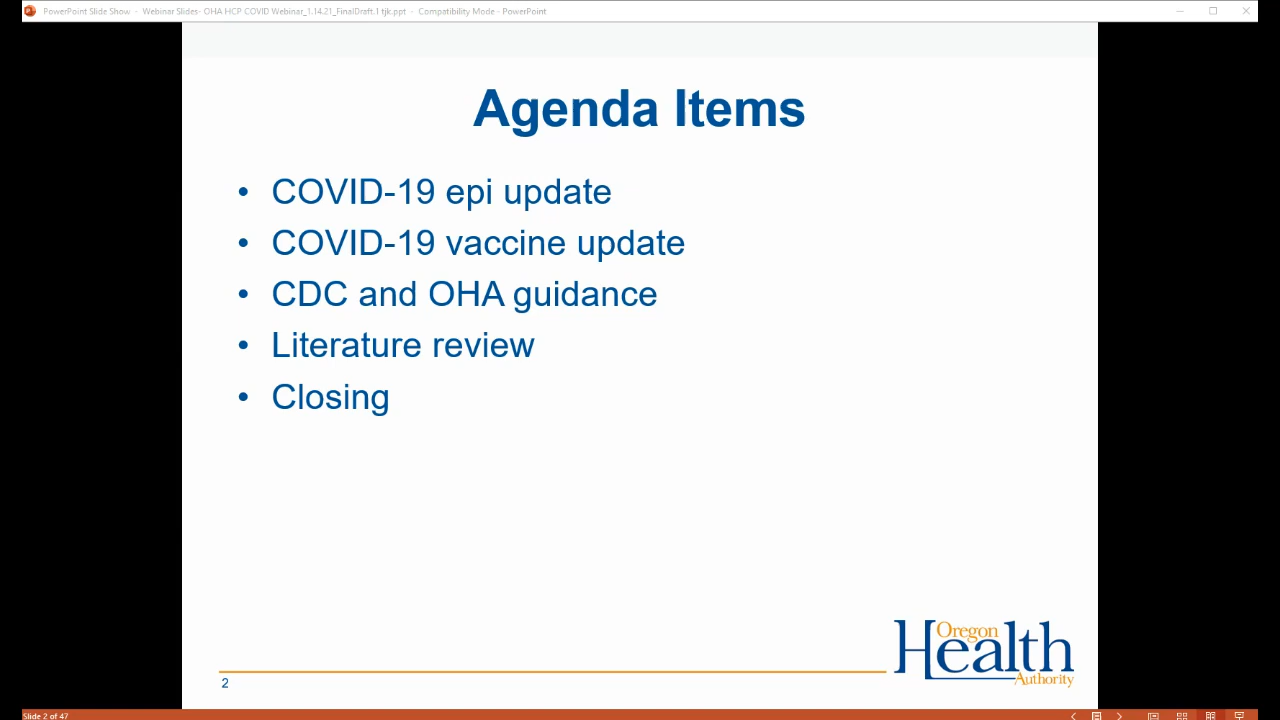 PowerPoint Slide Show - Webinar Slides- OHA HCP COVID Webinar_1.14.21_FinalDraft.1 tjk.ppt - Compatibility Mode - PowerPoint
Agenda Items
• COVID-19 epi update
• COVID-19 vaccine update
• CDC and OHA guidance
• Literature review
• Closing
Oregon
Health
Authority
2
Slide 2 of 47